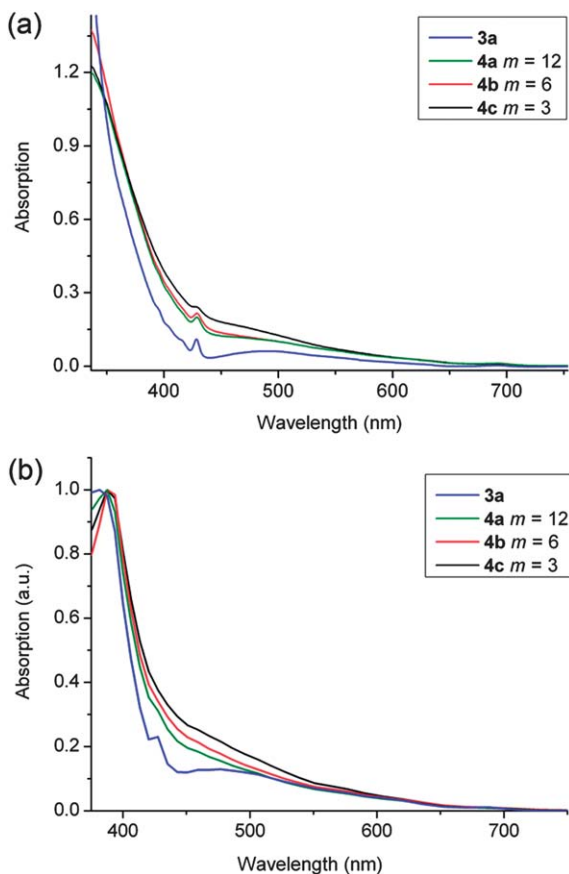 (a)
3a
4a m = 12
4b m = 6
4c m = 3
1.2
0.9
0.6
0.3
0.0
Absorption
400 500 600 700
Wavelength (nm)
(b)
3a
4a m = 12
4b m = 6
4c m = 3
1.0
0.8
0.6
0.4
0.2
0.0
Absorption (a.u.)
400 500 600 700
Wavelength (nm)